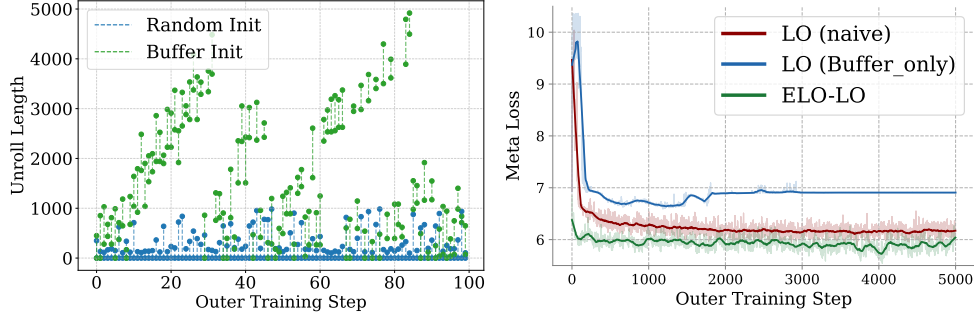 5000
4000
3000
2000
1000
0
Unroll Length
Random Init
Buffer Init
0
20
40
60
80
100
Outer Training Step
10
9
8
7
6
Meta Loss
LO (naive)
LO (Buffer_only)
ELO-LO
0
1000
2000
3000
4000
5000
Outer Training Step